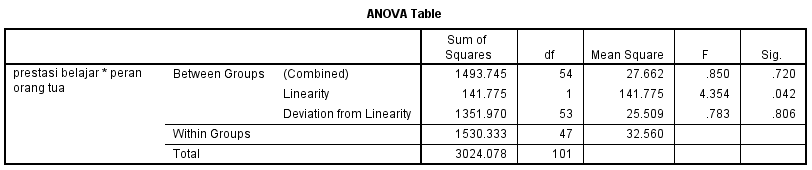 ANOVA Table
Sum of Squares df Mean Square F Sig.
prestasi belajar * peran orang tua Between Groups (Combined) 1493.745 54 27.662 .850 .720
Linearity 141.775 1 141.775 4.354 .042
Deviation from Linearity 1351.970 53 25.509 .783 .806
Within Groups 1530.333 47 32.560
Total 3024.078 101